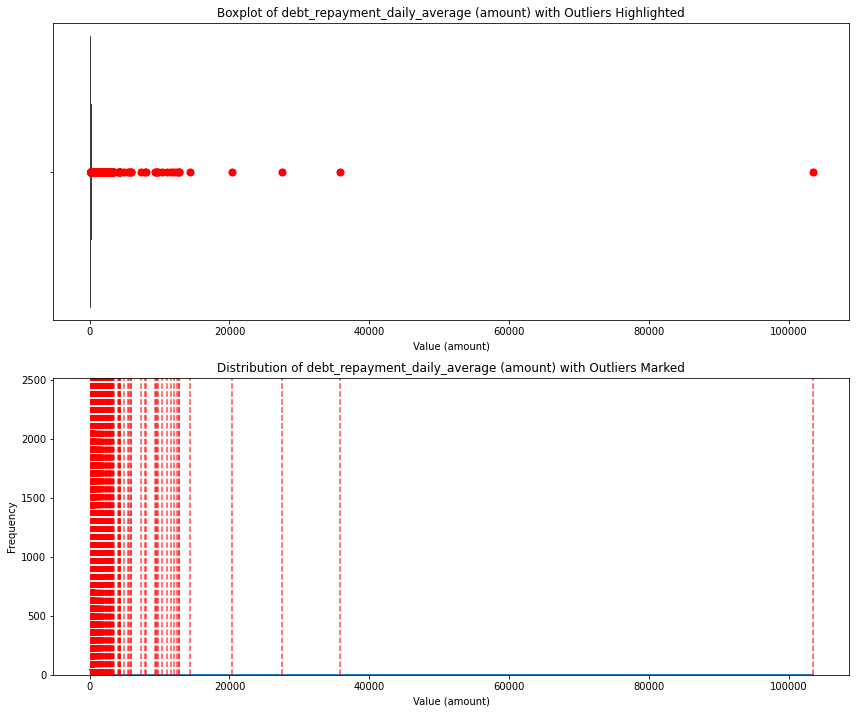 Boxplot of debt_repayment_daily_average (amount) with Outliers Highlighted
0 20000 40000 60000 80000 100000
Value (amount)
Distribution of debt_repayment_daily_average (amount) with Outliers Marked
2500
2000
1500
1000
500
0
Frequency
0 20000 40000 60000 80000 100000
Value (amount)